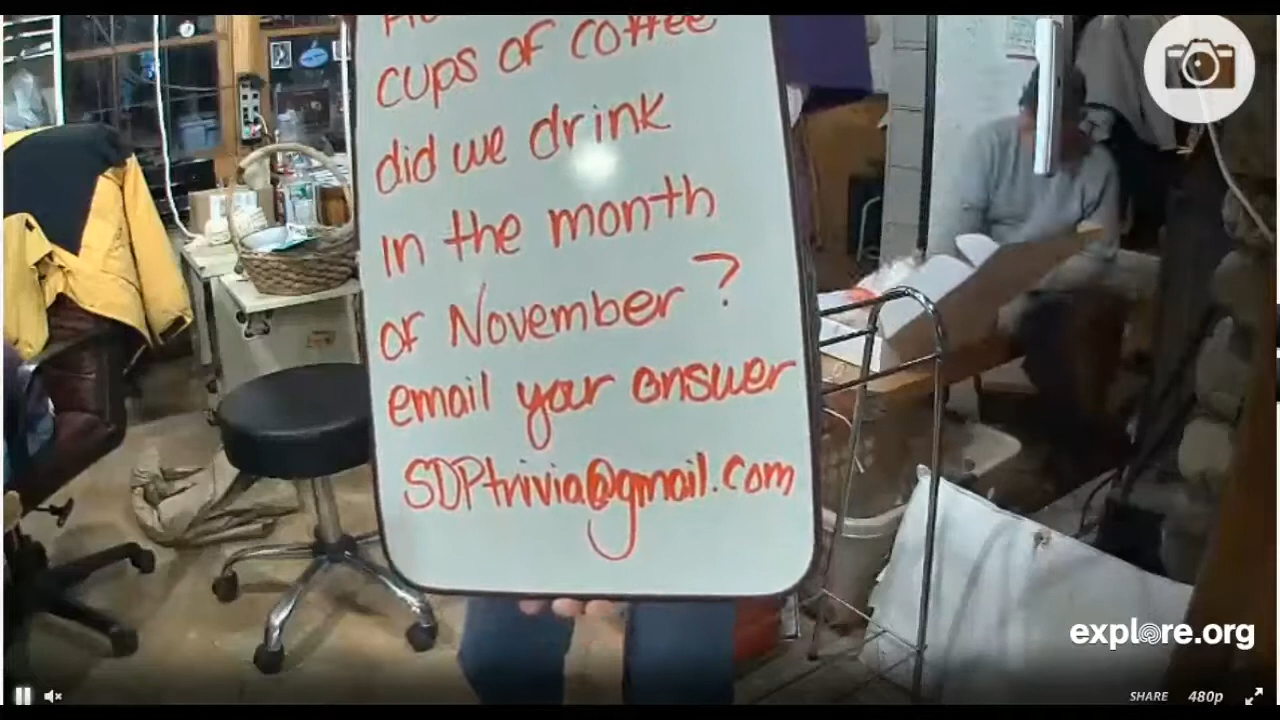 cups of coffee
did we drink
in the month
of November?
email your answer
SDPtrivia@gmail.com
explore.org
SHARE 480p